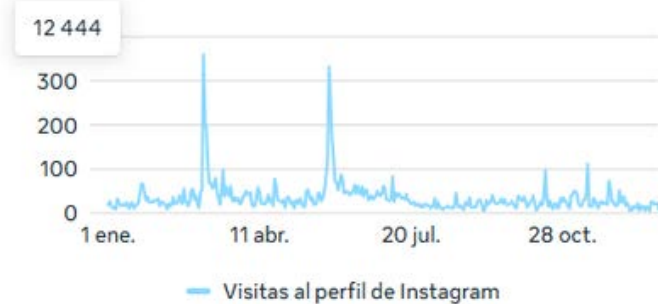 12 444
300
200
100
0
1 ene.
11 abr.
20 jul.
28 oct.
Visitas al perfil de Instagram